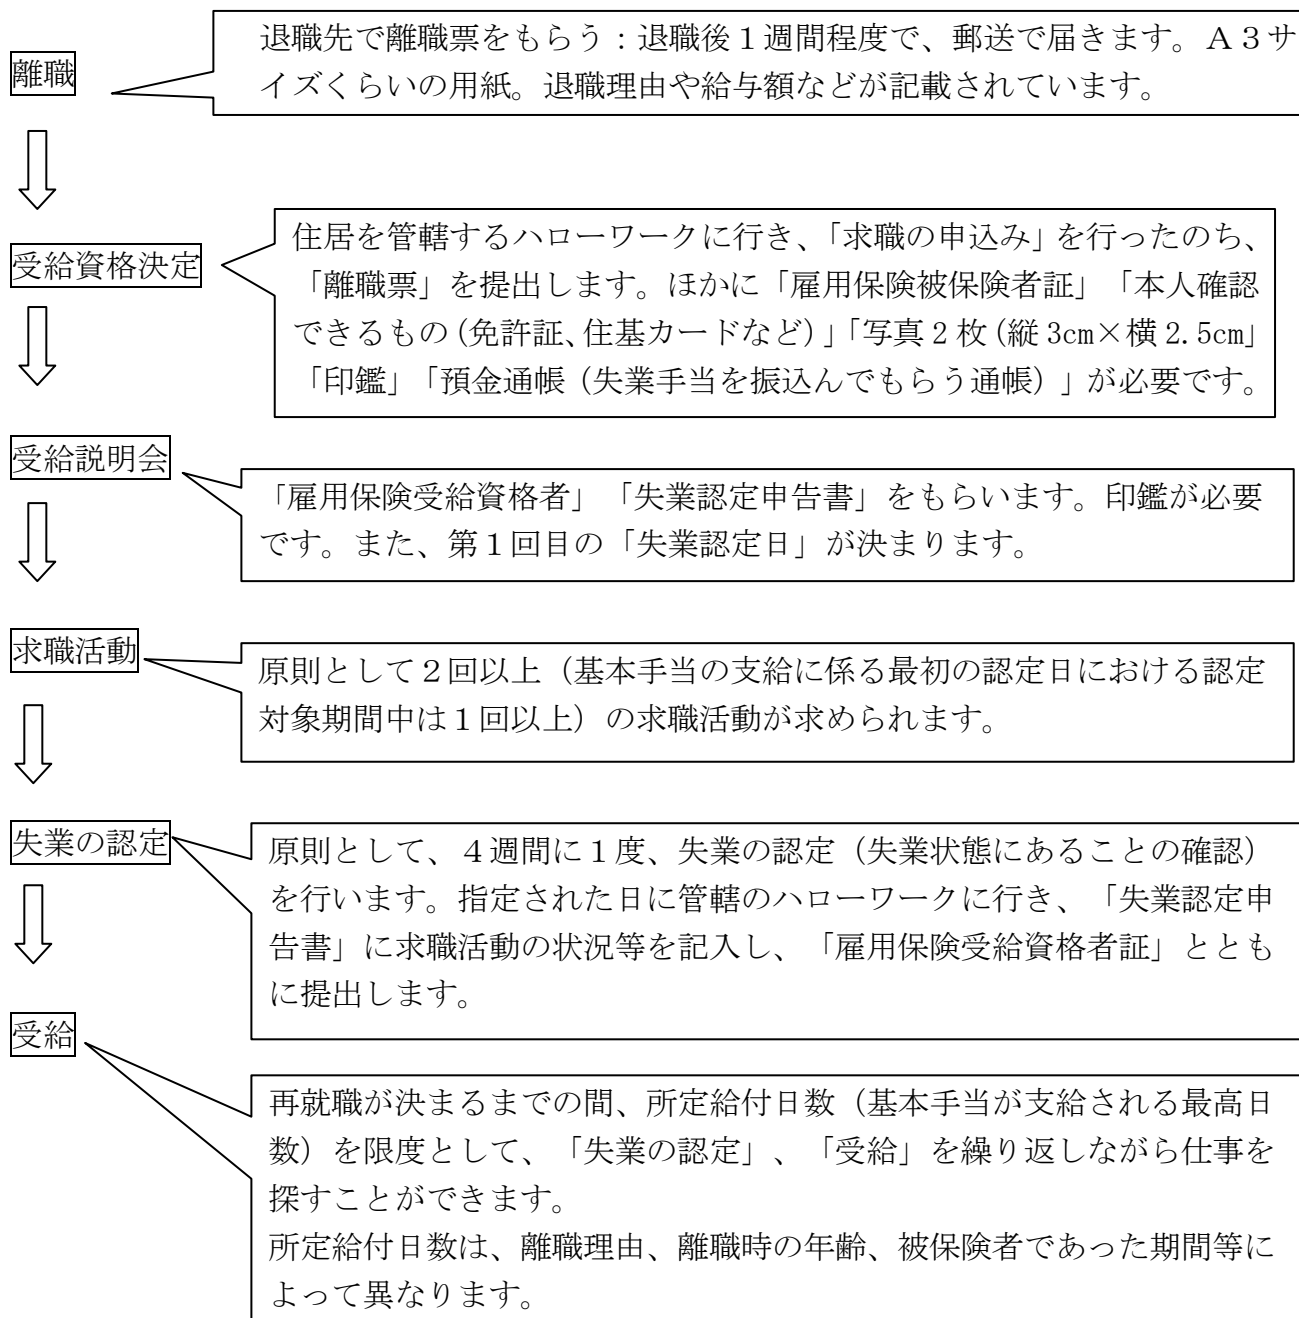 離職
退職先で離職票をもらう：退職後１週間程度で、郵送で届きます。Ａ３サ
イズくらいの用紙。退職理由や給与額などが記載されています。
受給資格決定
住居を管轄するハローワークに行き、「求職の申込み」を行ったのち、
「離職票」を提出します。ほかに「雇用保険被保険者証」「本人確認
できるもの（免許証、住基カードなど）」「写真２枚（縦 3cm×横 2.5cm」
「印鑑」「預金通帳（失業手当を振込んでもらう通帳）」が必要です。
受給説明会
「雇用保険受給資格者」「失業認定申告書」をもらいます。印鑑が必要
です。また、第１回目の「失業認定日」が決まります。
求職活動
原則として２回以上（基本手当の支給に係る最初の認定日における認定
対象期間中は１回以上）の求職活動が求められます。
失業の認定
原則として、４週間に１度、失業の認定（失業状態にあることの確認）
を行います。指定された日に管轄のハローワークに行き、「失業認定申
告書」に求職活動の状況等を記入し、「雇用保険受給資格者証」ととも
に提出します。
受給
再就職が決まるまでの間、所定給付日数（基本手当が支給される最高日
数）を限度として、「失業の認定」、「受給」を繰り返しながら仕事を
探すことができます。
所定給付日数は、離職理由、離職時の年齢、被保険者であった期間等に
よって異なります。